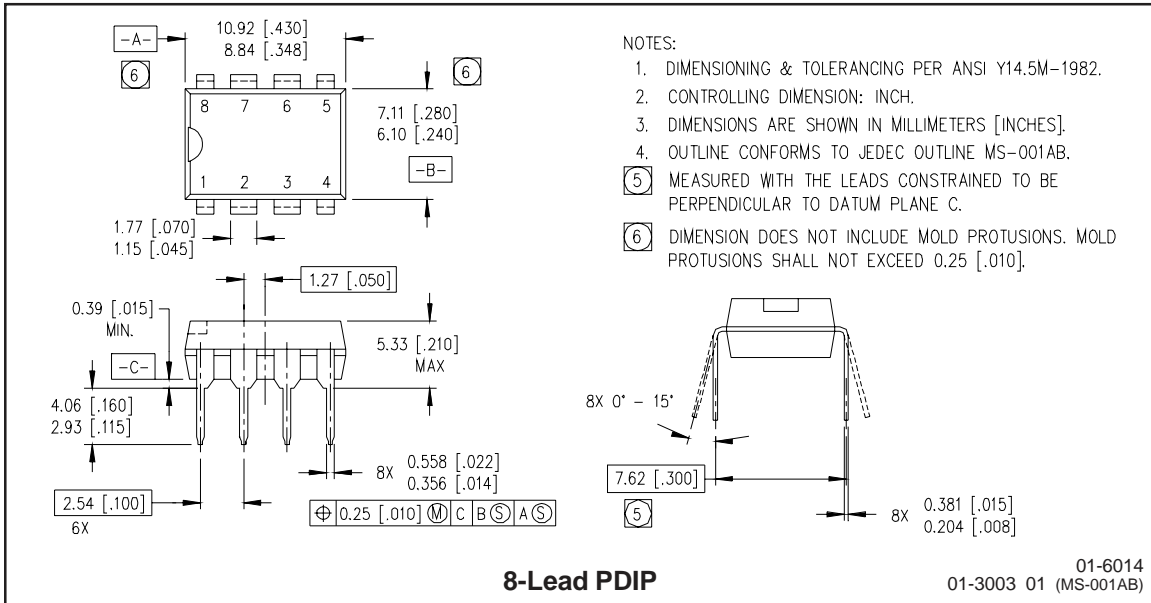 -A-
10.92 [.430]
8.84 [.348]
6
6
8 7 6 5
1 2 3 4
7.11 [.280]
6.10 [.240]
-B-
1.77 [.070]
1.15 [.045]
NOTES:
1. DIMENSIONING & TOLERANCING PER ANSI Y14.5M-1982.
2. CONTROLLING DIMENSION: INCH.
3. DIMENSIONS ARE SHOWN IN MILLIMETERS [INCHES].
4. OUTLINE CONFORMS TO JEDEC OUTLINE MS-001AB.
5 MEASURED WITH THE LEADS CONSTRAINED TO BE
PERPENDICULAR TO DATUM PLANE C.
6 DIMENSION DOES NOT INCLUDE MOLD PROTUSIONS. MOLD
PROTUSIONS SHALL NOT EXCEED 0.25 [.010].
1.27 [.050]
0.39 [.015]
MIN.
-C-
5.33 [.210]
MAX
4.06 [.160]
2.93 [.115]
8X 0.558 [.022]
0.356 [.014]
2.54 [.100]
6X
⌖ 0.25 [.010] Ⓜ C B Ⓢ A Ⓢ
8X 0° - 15°
7.62 [.300]
5
8X 0.381 [.015]
0.204 [.008]
8-Lead PDIP
01-6014
01-3003 01 (MS-001AB)